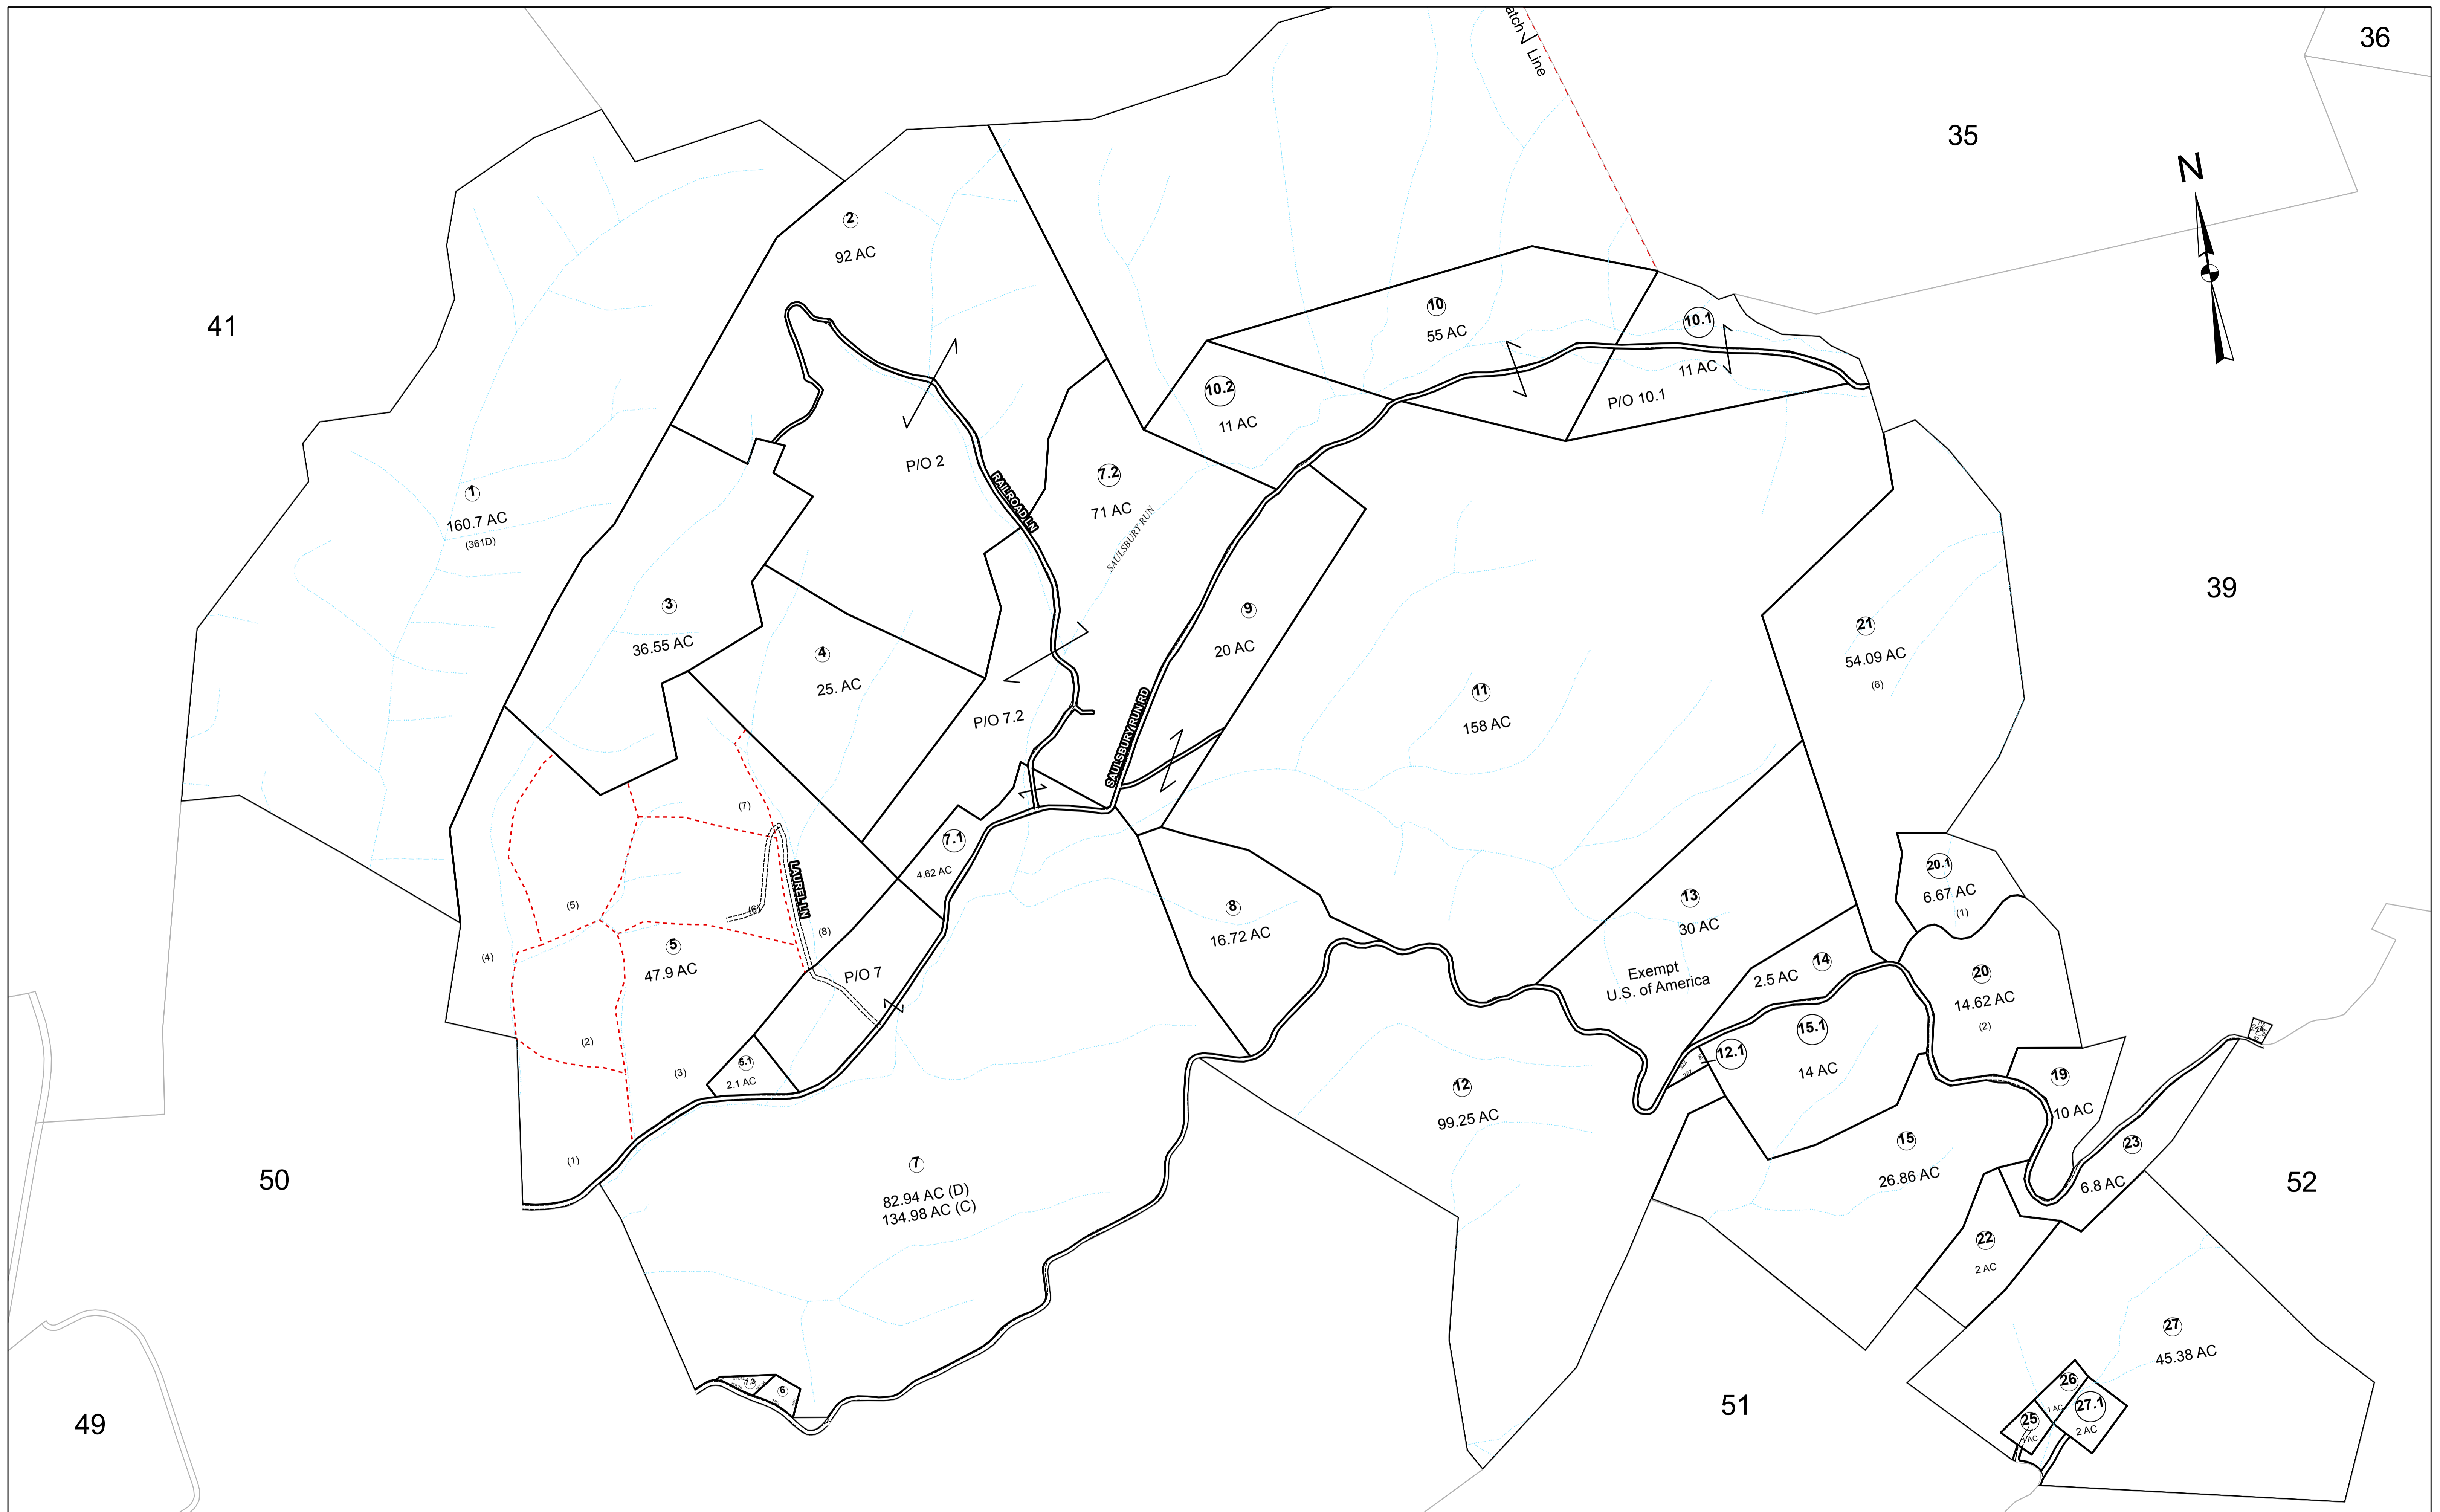 36
atch Line
35
N
2
92 AC
41
10
55 AC
10.1
11 AC
P/O 10.1
10.2
11 AC
P/O 2
RAILROAD LN
7.2
71 AC
SAULSBURY RUN
1
160.7 AC
(361D)
39
3
36.55 AC
9
20 AC
21
54.09 AC
(6)
4
25. AC
11
158 AC
P/O 7.2
SAULSBURY RUN RD
(7)
7.1
4.62 AC
LAUREL LN
20.1
6.67 AC
(1)
13
30 AC
Exempt
U.S. of America
8
16.72 AC
(5)
(6)
(8)
(4)
5
47.9 AC
P/O 7
14
2.5 AC
20
14.62 AC
(2)
15.1
14 AC
12.1
(2)
(3)
5.1
2.1 AC
24
19
10 AC
12
99.25 AC
23
6.8 AC
15
26.86 AC
(1)
50
7
82.94 AC (D)
134.98 AC (C)
52
22
2 AC
27
45.38 AC
7.3
6
26
1 AC
27.1
2 AC
25
AC
51
49